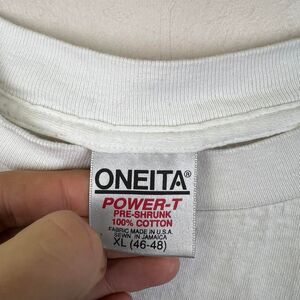 ONEITA®
POWER-T
PRE-SHRUNK
100% COTTON
FABRIC MADE IN U.S.A.
SEWN IN JAMAICA
XL (46-48)